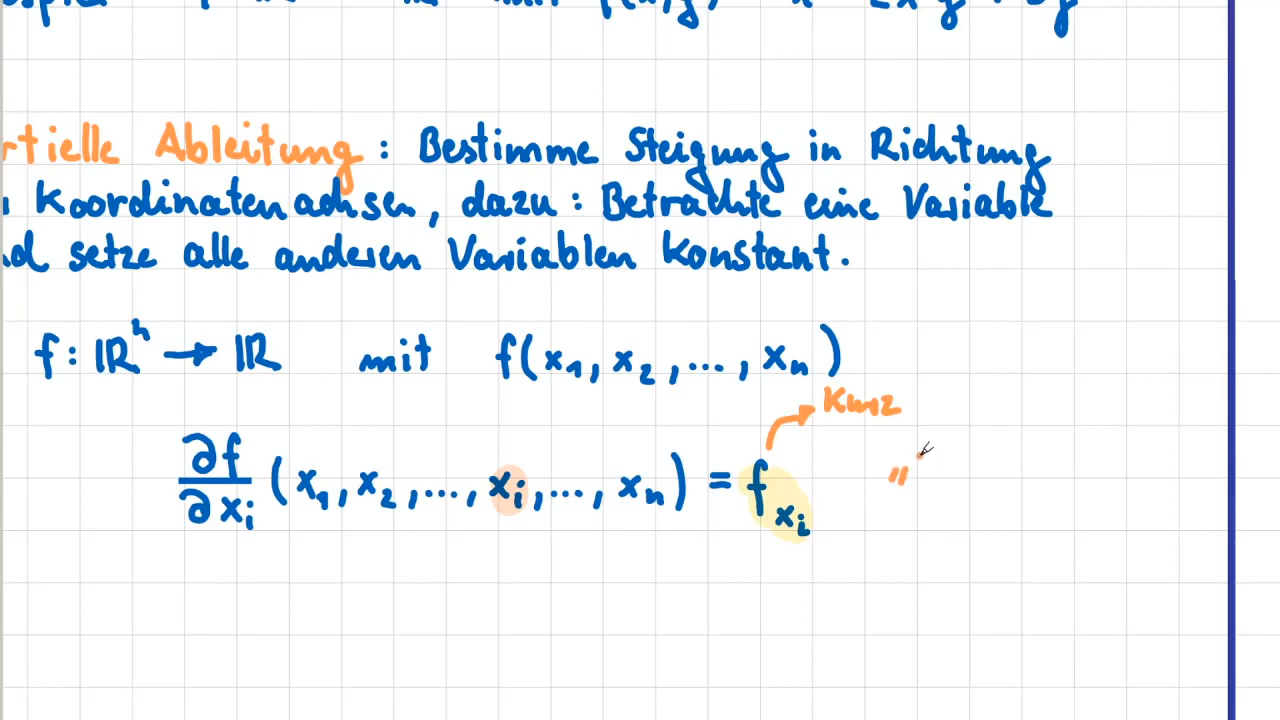 rtielle Ableitung : Bestimme Steigung in Richtung
Koordinatenachsen, dazu : Betrachte eine Variable
nd setze alle anderen Variablen konstant.
f : ℝⁿ → ℝ mit f(x₁, x₂, ..., xₙ)
Kurz
∂f/∂xᵢ (x₁, x₂, ..., xᵢ, ..., xₙ) = f_xᵢ "